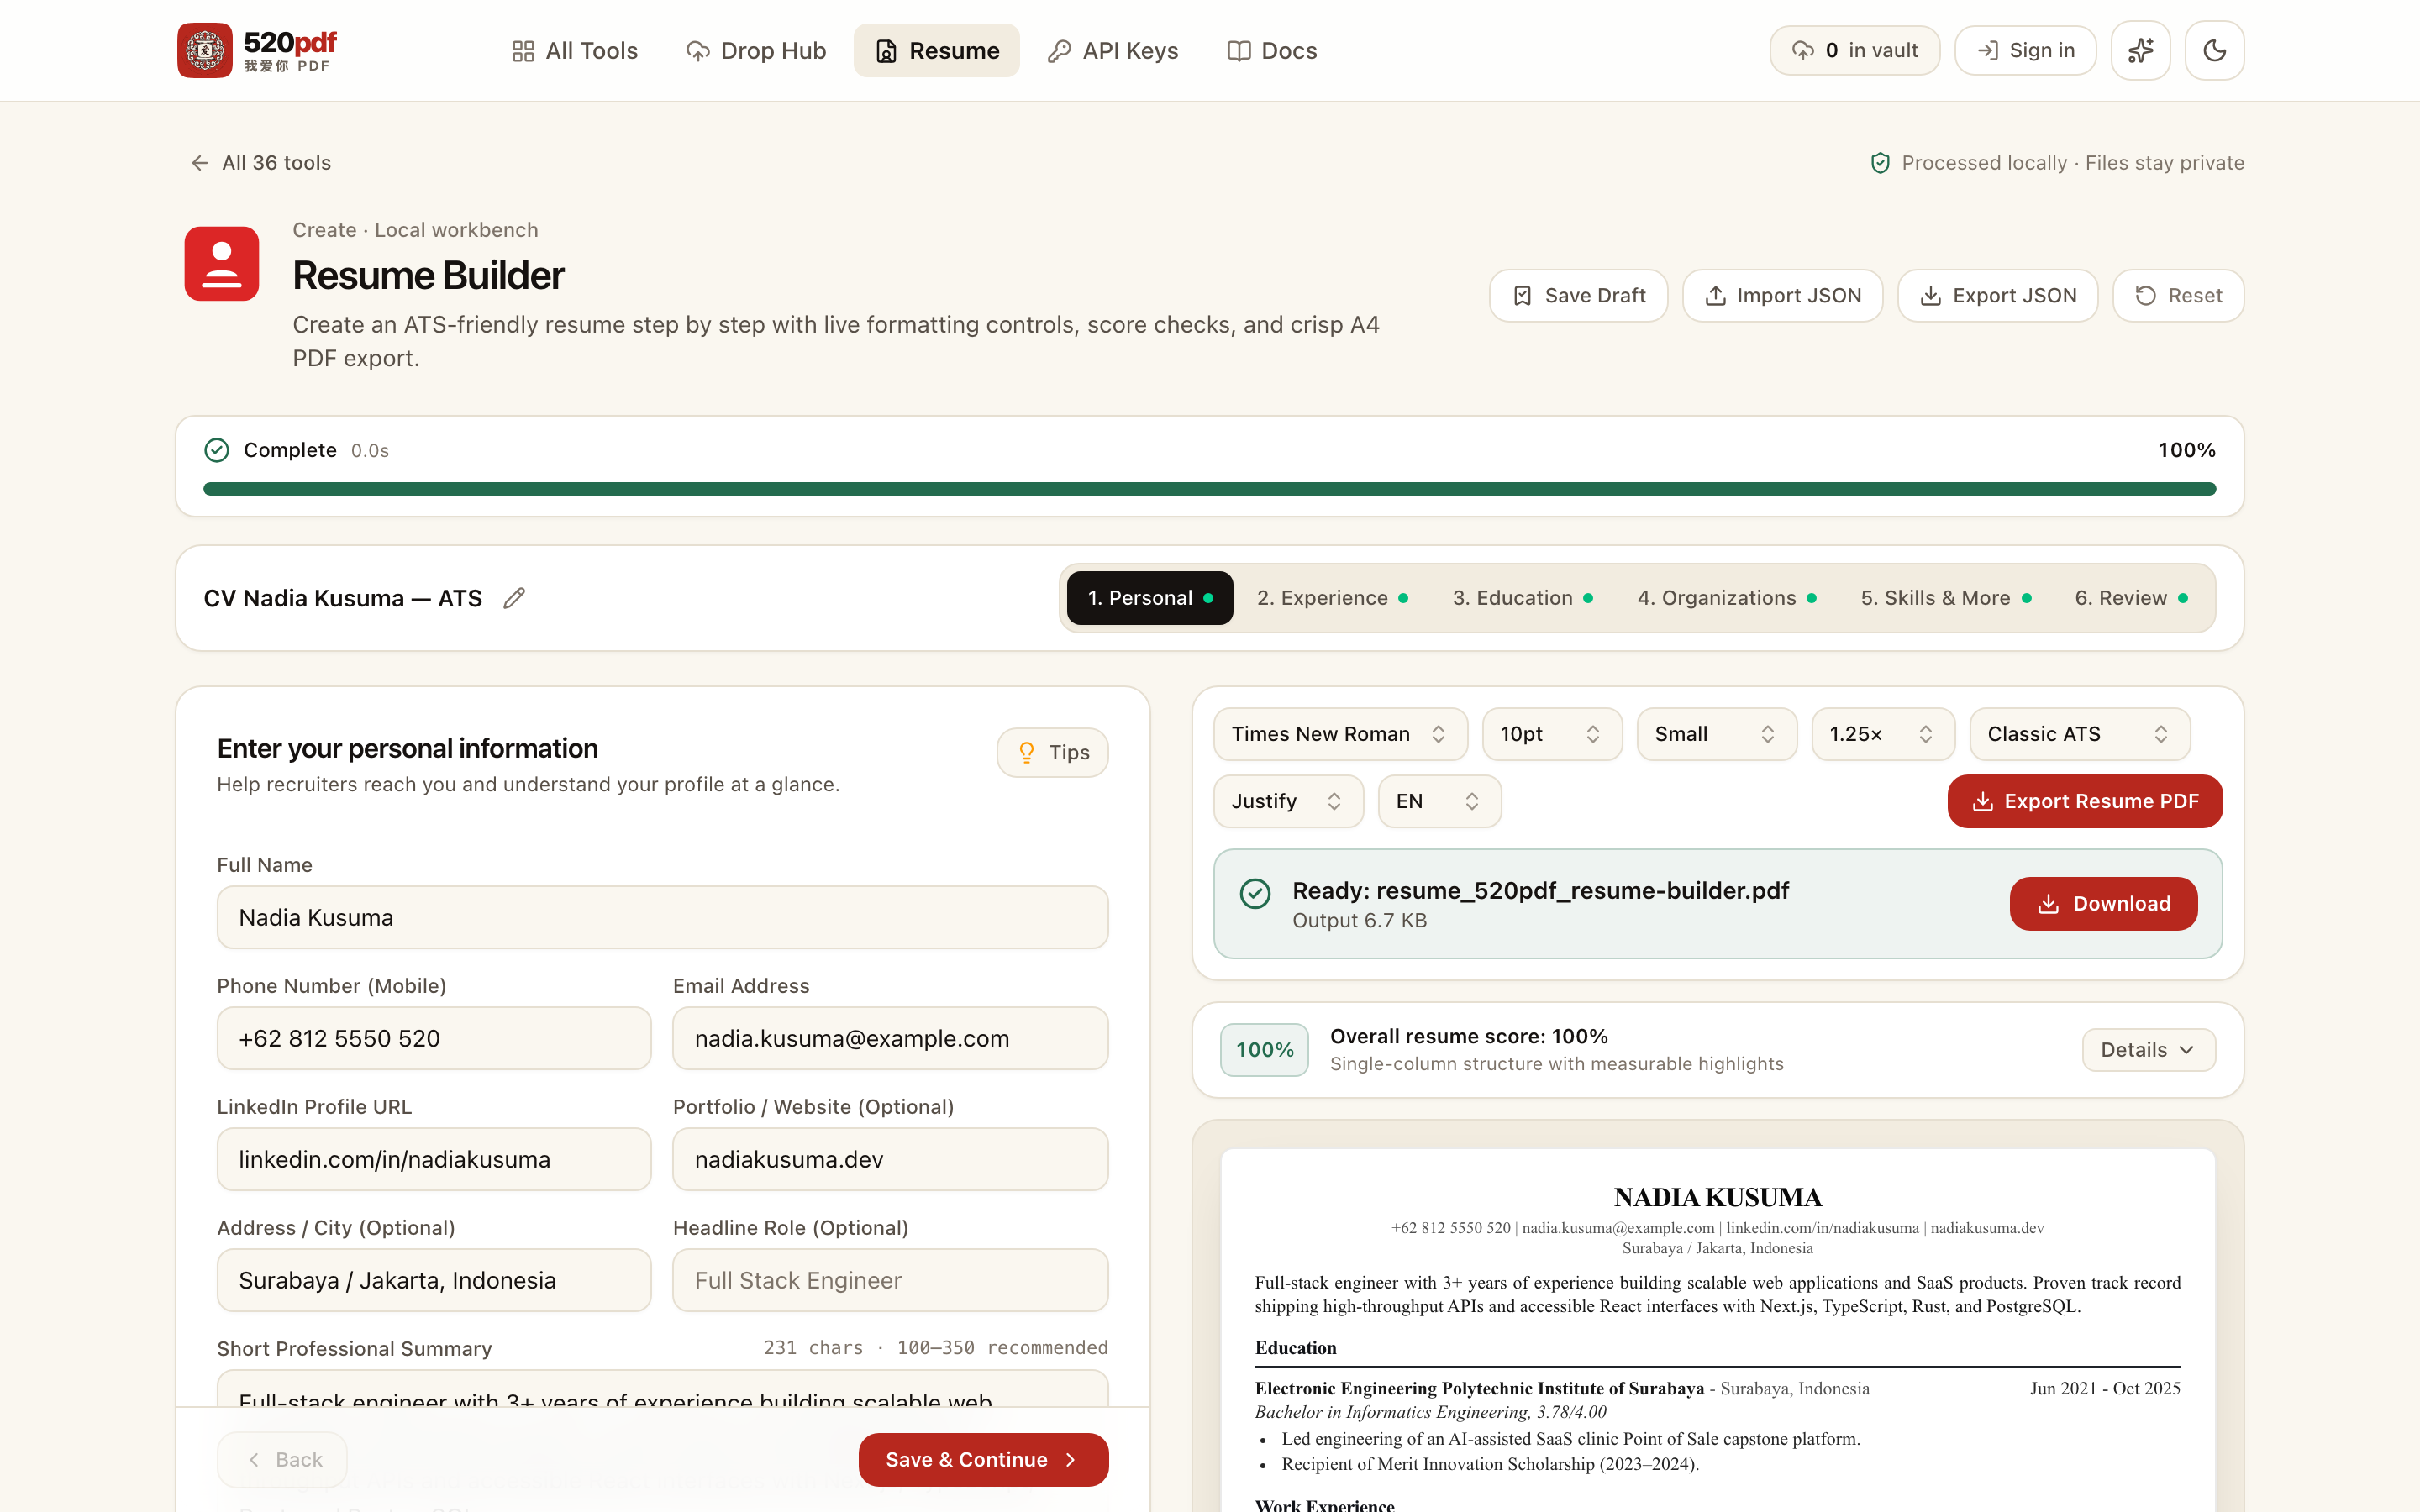 520pdf
我爱你 PDF
All Tools
Drop Hub
Resume
API Keys
Docs
0 in vault
Sign in
All 36 tools
Processed locally · Files stay private
Create · Local workbench
Resume Builder
Create an ATS-friendly resume step by step with live formatting controls, score checks, and crisp A4
PDF export.
Save Draft
Import JSON
Export JSON
Reset
Complete 0.0s
100%
CV Nadia Kusuma — ATS
1. Personal
2. Experience
3. Education
4. Organizations
5. Skills & More
6. Review
Enter your personal information
Help recruiters reach you and understand your profile at a glance.
Tips
Full Name
Nadia Kusuma
Phone Number (Mobile)
+62 812 5550 520
Email Address
nadia.kusuma@example.com
LinkedIn Profile URL
linkedin.com/in/nadiakusuma
Portfolio / Website (Optional)
nadiakusuma.dev
Address / City (Optional)
Surabaya / Jakarta, Indonesia
Headline Role (Optional)
Full Stack Engineer
Short Professional Summary
231 chars · 100–350 recommended
Full-stack engineer with 3+ years of experience building scalable web
Back
Save & Continue
Times New Roman
10pt
Small
1.25×
Classic ATS
Justify
EN
Export Resume PDF
Ready: resume_520pdf_resume-builder.pdf
Output 6.7 KB
Download
100%
Overall resume score: 100%
Single-column structure with measurable highlights
Details
NADIA KUSUMA
+62 812 5550 520 | nadia.kusuma@example.com | linkedin.com/in/nadiakusuma | nadiakusuma.dev
Surabaya / Jakarta, Indonesia
Full-stack engineer with 3+ years of experience building scalable web applications and SaaS products. Proven track record
shipping high-throughput APIs and accessible React interfaces with Next.js, TypeScript, Rust, and PostgreSQL.
Education
Electronic Engineering Polytechnic Institute of Surabaya - Surabaya, Indonesia
Jun 2021 - Oct 2025
Bachelor in Informatics Engineering, 3.78/4.00
• Led engineering of an AI-assisted SaaS clinic Point of Sale capstone platform.
• Recipient of Merit Innovation Scholarship (2023–2024).
Work Experience